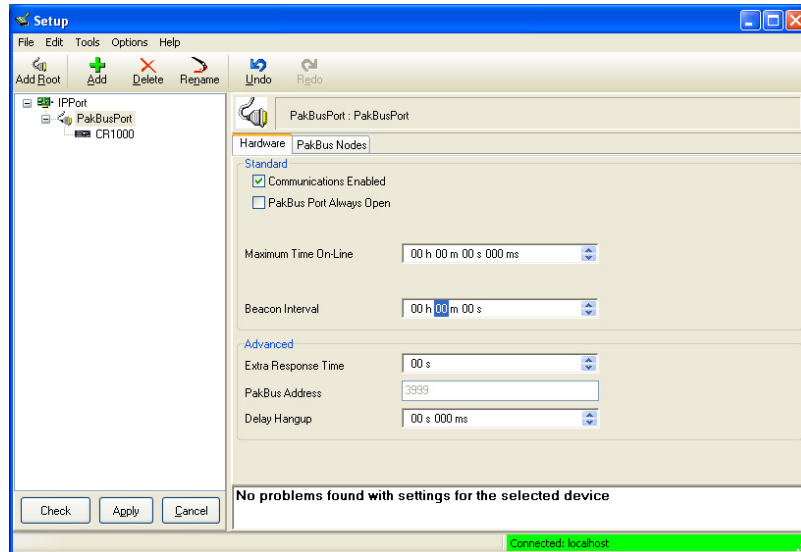 Setup
File Edit Tools Options Help
Add Root Add Delete Rename Undo Redo
IPPort
PakBusPort
CR1000
PakBusPort : PakBusPort
Hardware PakBus Nodes
Standard
Communications Enabled
PakBus Port Always Open
Maximum Time On-Line 00 h 00 m 00 s 000 ms
Beacon Interval 00 h 00 m 00 s
Advanced
Extra Response Time 00 s
PakBus Address 3999
Delay Hangup 00 s 000 ms
No problems found with settings for the selected device
Check Apply Cancel
Connected: localhost